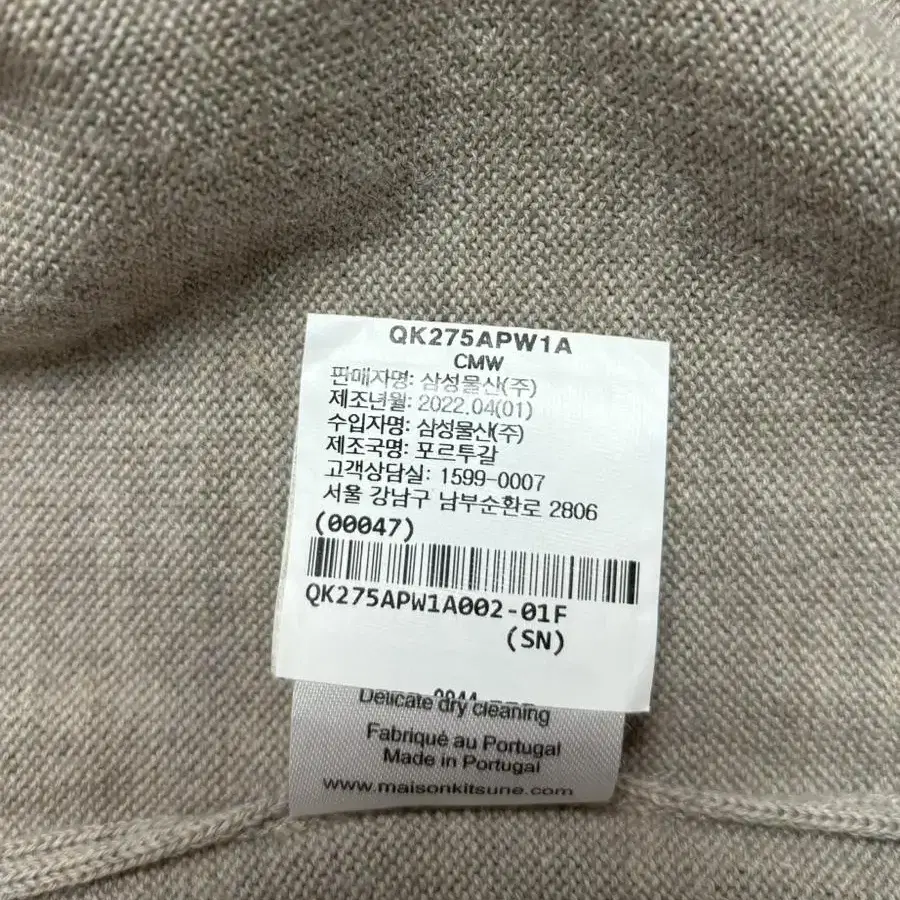 QK275APW1A
CMW
판매자명: 삼성물산(주)
제조년월: 2022.04(01)
수입자명: 삼성물산(주)
제조국명: 포르투갈
고객상담실: 1599-0007
서울 강남구 남부순환로 2806
(00047)
QK275APW1A002-01F
(SN)
Delicate dry cleaning
Fabriqué au Portugal
Made in Portugal
www.maisonkitsune.com